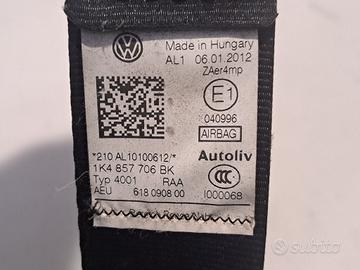 Made in Hungary
AL1 06.01.2012
ZAer4mp
E1
040996
AIRBAG
*210 AL10100612/*
Autoliv
1K4 857 706 BK
Typ 4001 RAA
AEU 618 0908 00
I000068
subito